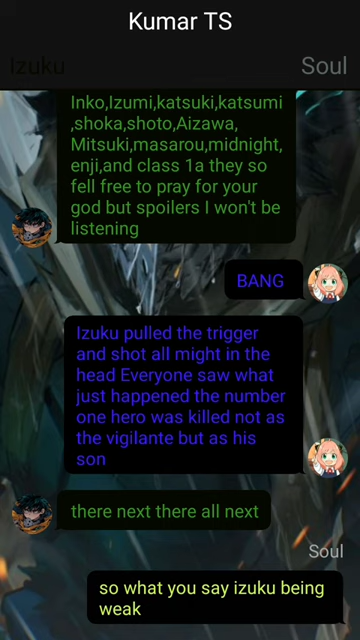 Kumar TS
Izuku
Soul
Inko,Izumi,katsuki,katsumi
,shoka,shoto,Aizawa,
Mitsuki,masarou,midnight,
enji,and class 1a they so
fell free to pray for your
god but spoilers I won't be
listening
BANG
Izuku pulled the trigger
and shot all might in the
head Everyone saw what
just happened the number
one hero was killed not as
the vigilante but as his
son
there next there all next
Soul
so what you say izuku being
weak